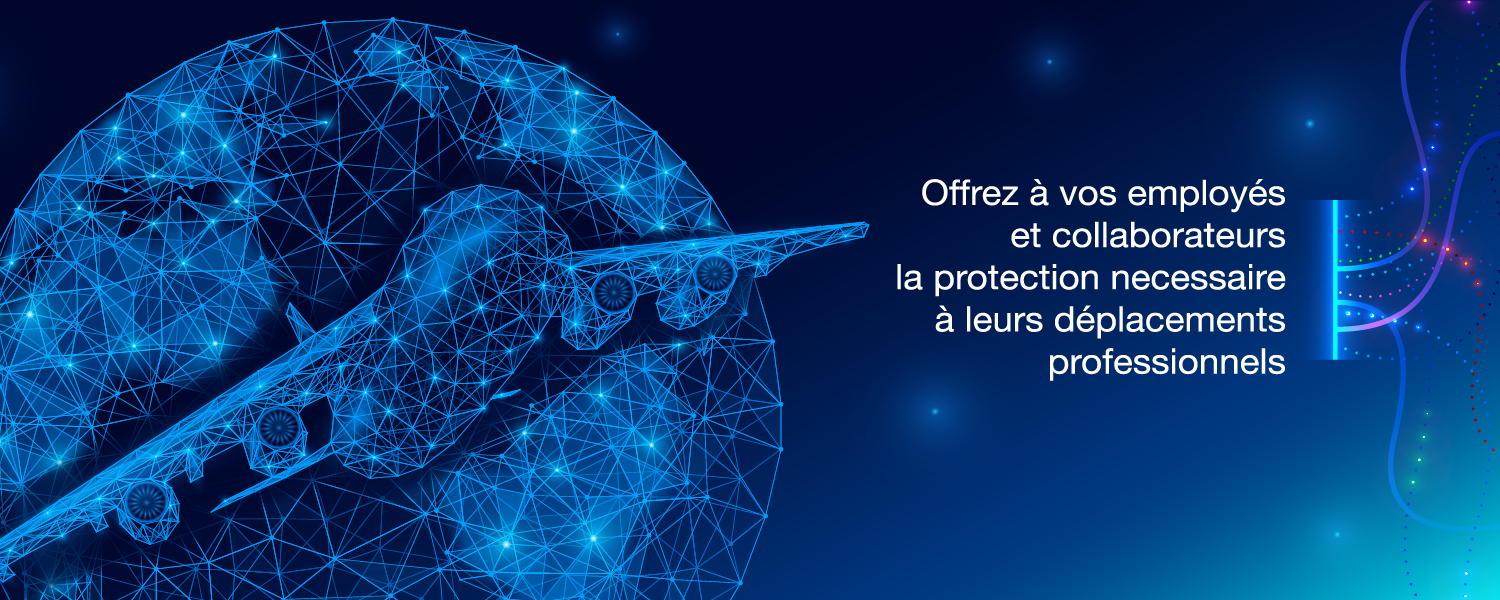 Offrez à vos employés
et collaborateurs
la protection necessaire
à leurs déplacements
professionnels